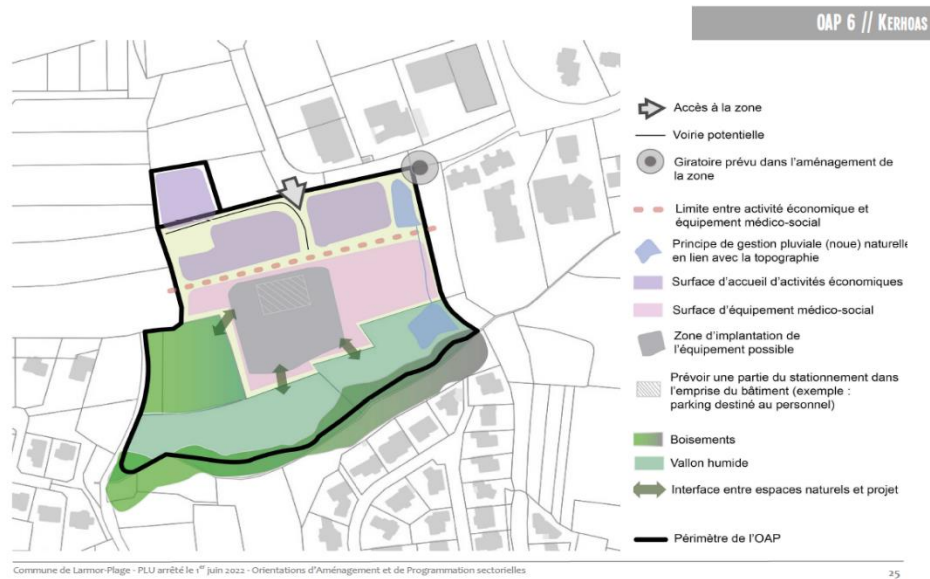 OAP 6 // KERHOAS
Accès à la zone
Voirie potentielle
Giratoire prévu dans l'aménagement de
la zone
Limite entre activité économique et
équipement médico-social
Principe de gestion pluviale (noue) naturelle
en lien avec la topographie
Surface d'accueil d'activités économiques
Surface d'équipement médico-social
Zone d'implantation de
l'équipement possible
Prévoir une partie du stationnement dans
l'emprise du bâtiment (exemple :
parking destiné au personnel)
Boisements
Vallon humide
Interface entre espaces naturels et projet
Périmètre de l'OAP
Commune de Larmor-Plage - PLU arrêté le 1er juin 2022 - Orientations d'Aménagement et de Programmation sectorielles
25